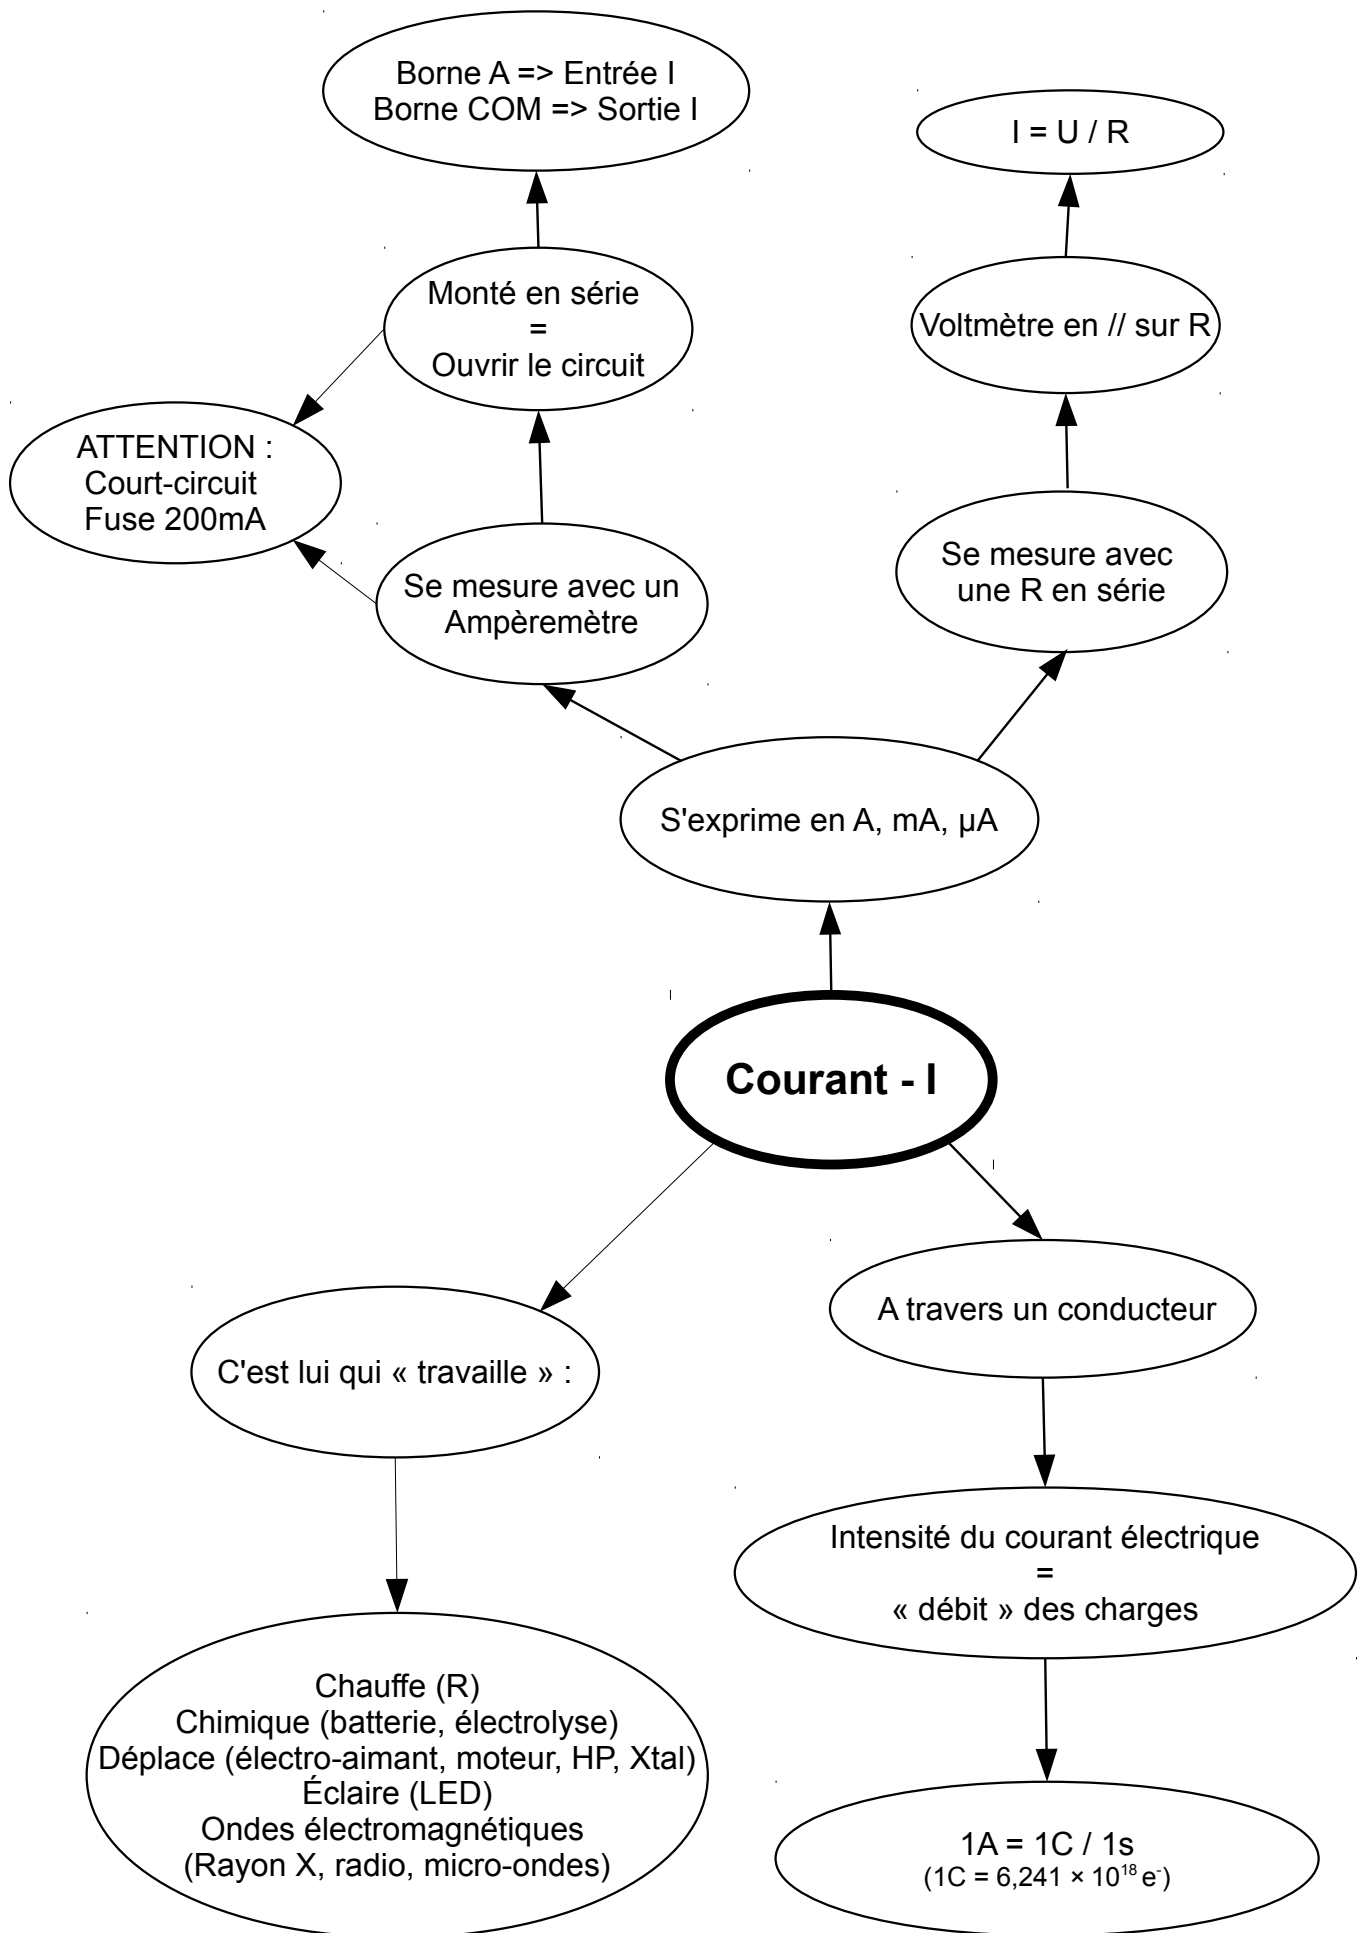 Borne A => Entrée I
Borne COM => Sortie I
I = U / R
Monté en série
=
Ouvrir le circuit
Voltmètre en // sur R
ATTENTION :
Court-circuit
Fuse 200mA
Se mesure avec un
Ampèremètre
Se mesure avec
une R en série
S'exprime en A, mA, µA
Courant - I
C'est lui qui « travaille » :
A travers un conducteur
Intensité du courant électrique
=
« débit » des charges
Chauffe (R)
Chimique (batterie, électrolyse)
Déplace (électro-aimant, moteur, HP, Xtal)
Éclaire (LED)
Ondes électromagnétiques
(Rayon X, radio, micro-ondes)
1A = 1C / 1s
(1C = 6,241 × 10¹⁸ e⁻)